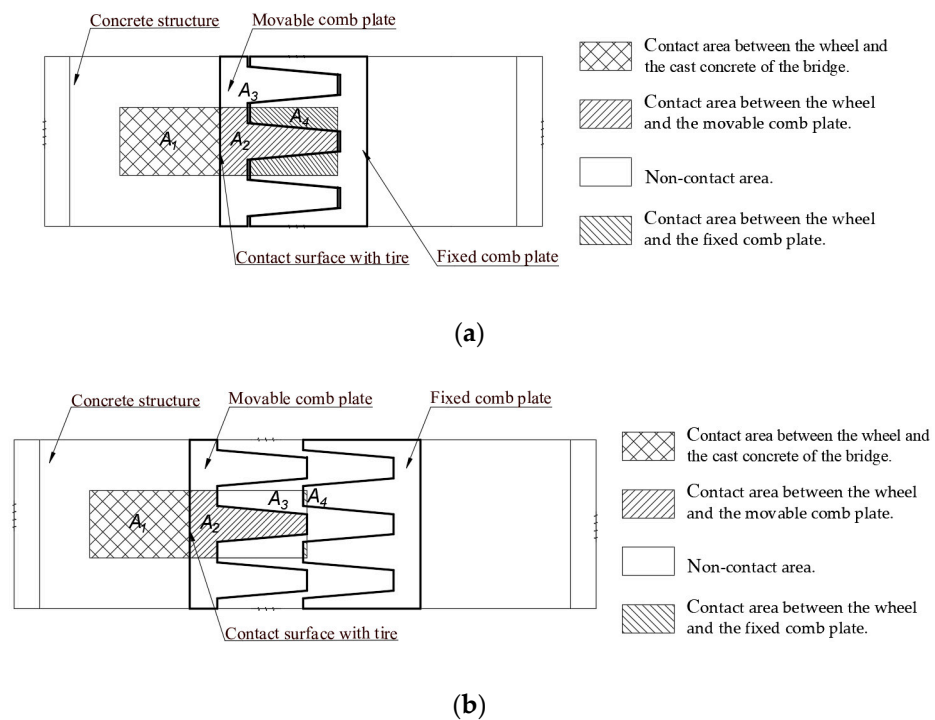 Concrete structure
Movable comb plate
Contact area between the wheel and
the cast concrete of the bridge.
A3
A4
Contact area between the wheel
and the movable comb plate.
A1
A2
Non-contact area.
Contact area between the wheel
and the fixed comb plate.
Contact surface with tire
Fixed comb plate
(a)
Concrete structure
Movable comb plate
Fixed comb plate
Contact area between the wheel and
the cast concrete of the bridge.
Contact area between the wheel
and the movable comb plate.
A3
A4
A1
A2
Non-contact area.
Contact area between the wheel
and the fixed comb plate.
Contact surface with tire
(b)